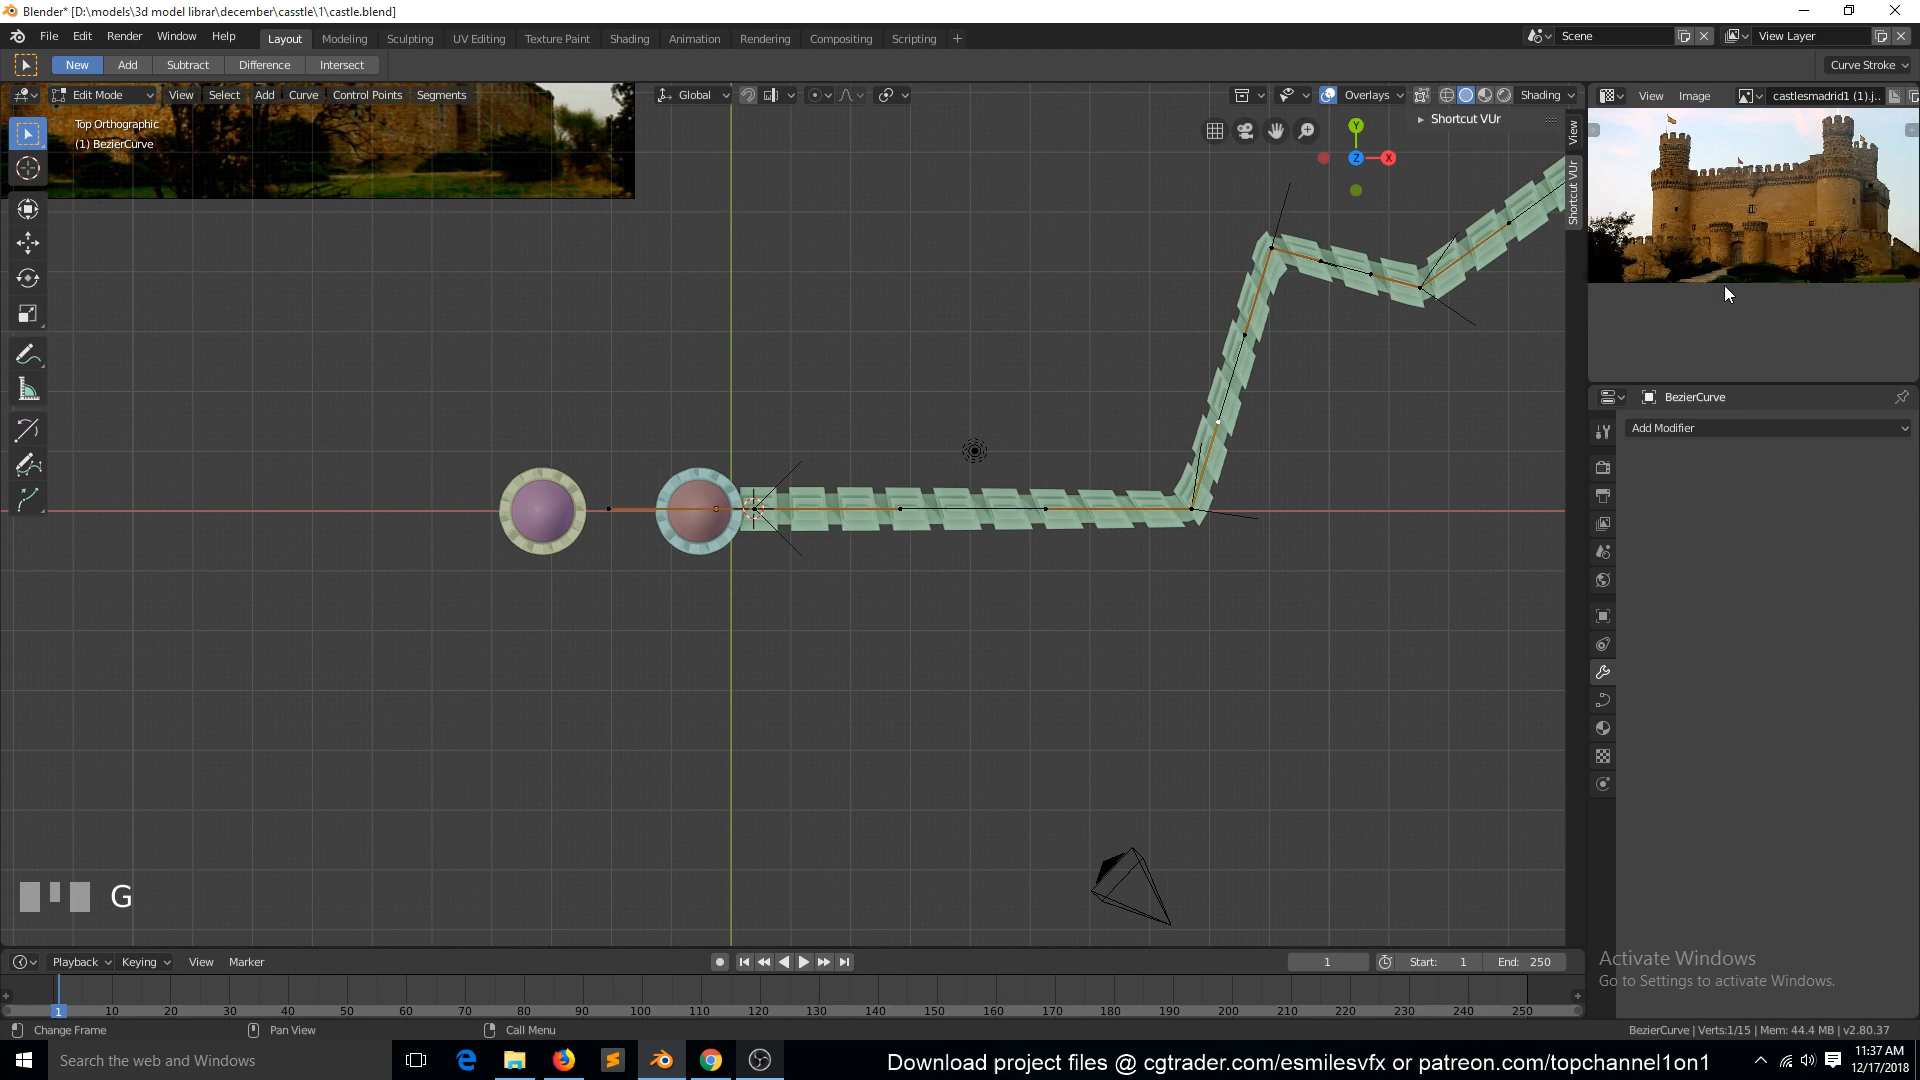 Blender* [D:\models\3d model librar\december\casstle\1\castle.blend]
File Edit Render Window Help Layout Modeling Sculpting UV Editing Texture Paint Shading Animation Rendering Compositing Scripting + Scene View Layer
New Add Subtract Difference Intersect Curve Stroke
Edit Mode View Select Add Curve Control Points Segments Global Overlays Shading View Image castlesmadrid1 (1).j..
Top Orthographic
(1) BezierCurve
Shortcut VUr
View
Shortcut VUr
Y
Z X
BezierCurve
Add Modifier
G
Activate Windows
Go to Settings to activate Windows.
Playback Keying View Marker 1 Start: 1 End: 250
1 10 20 30 40 50 60 70 80 90 100 110 120 130 140 150 160 170 180 190 200 210 220 230 240 250
Change Frame Pan View Call Menu BezierCurve | Verts:1/15 | Mem: 44.4 MB | v2.80.37
Search the web and Windows Download project files @ cgtrader.com/esmilesvfx or patreon.com/topchannel1on1 11:37 AM
12/17/2018